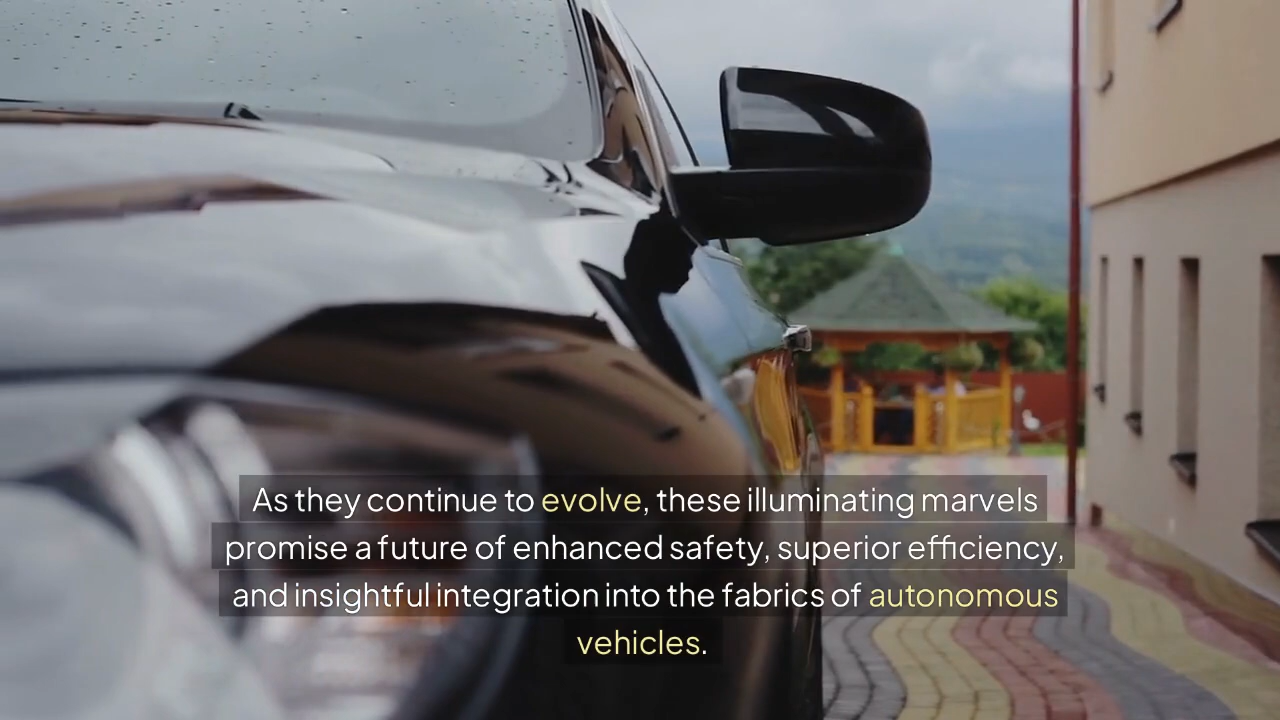 As they continue to evolve, these illuminating marvels
promise a future of enhanced safety, superior efficiency,
and insightful integration into the fabrics of autonomous
vehicles.